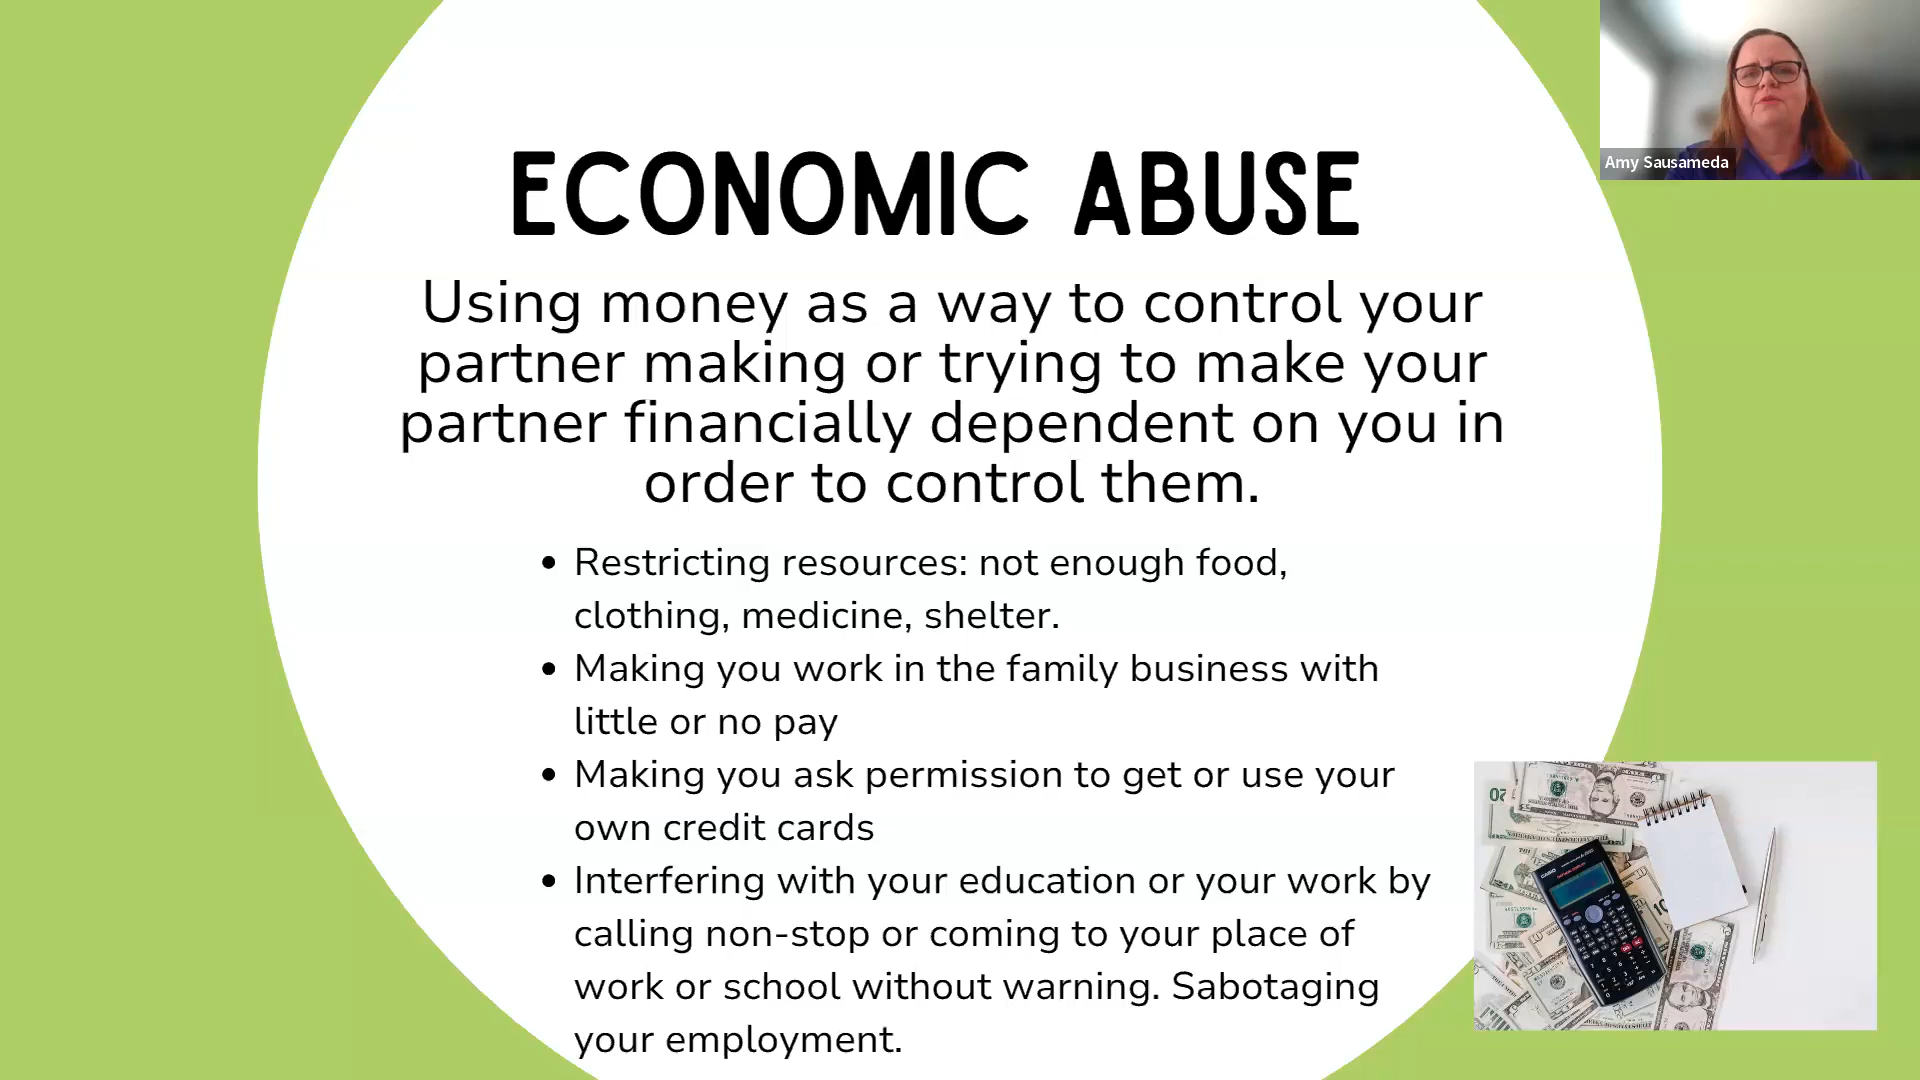 ECONOMIC ABUSE
Using money as a way to control your
partner making or trying to make your
partner financially dependent on you in
order to control them.
• Restricting resources: not enough food,
clothing, medicine, shelter.
• Making you work in the family business with
little or no pay
• Making you ask permission to get or use your
own credit cards
• Interfering with your education or your work by
calling non-stop or coming to your place of
work or school without warning. Sabotaging
your employment.
Amy Sausameda
CASIO